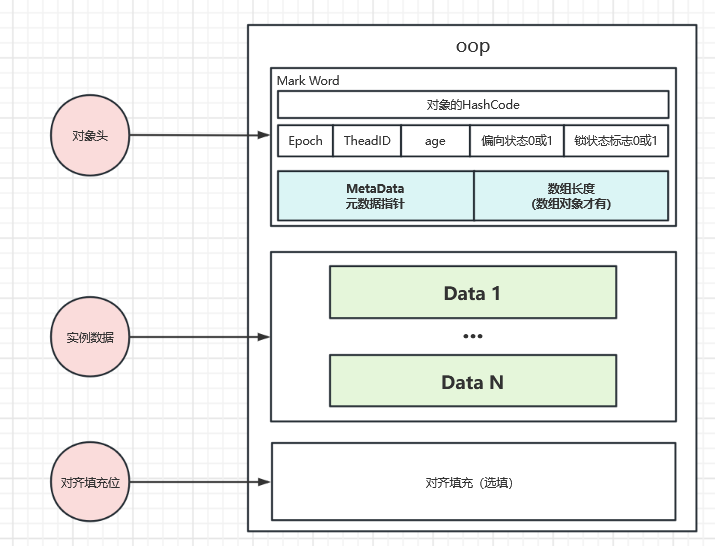 oop
Mark Word
对象的HashCode
对象头
Epoch
TheadID
age
偏向状态0或1
锁状态标志0或1
MetaData
元数据指针
数组长度
(数组对象才有)
Data 1
实例数据
...
Data N
对齐填充位
对齐填充（选填）